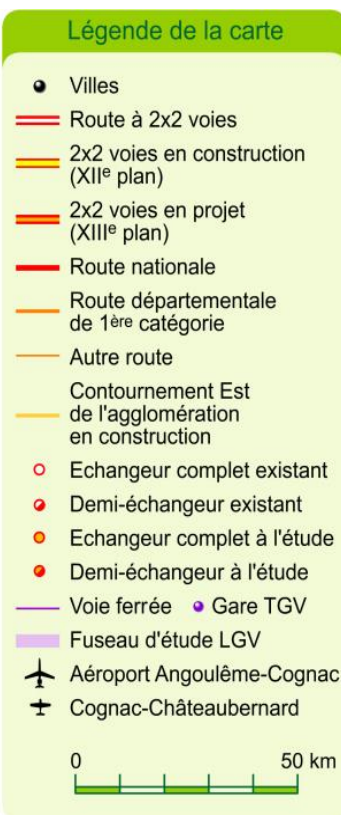 Légende de la carte
Villes
Route à 2x2 voies
2x2 voies en construction
(XIIe plan)
2x2 voies en projet
(XIIIe plan)
Route nationale
Route départementale
de 1ère catégorie
Autre route
Contournement Est
de l'agglomération
en construction
Echangeur complet existant
Demi-échangeur existant
Echangeur complet à l'étude
Demi-échangeur à l'étude
Voie ferrée Gare TGV
Fuseau d'étude LGV
Aéroport Angoulême-Cognac
Cognac-Châteaubernard
0 50 km